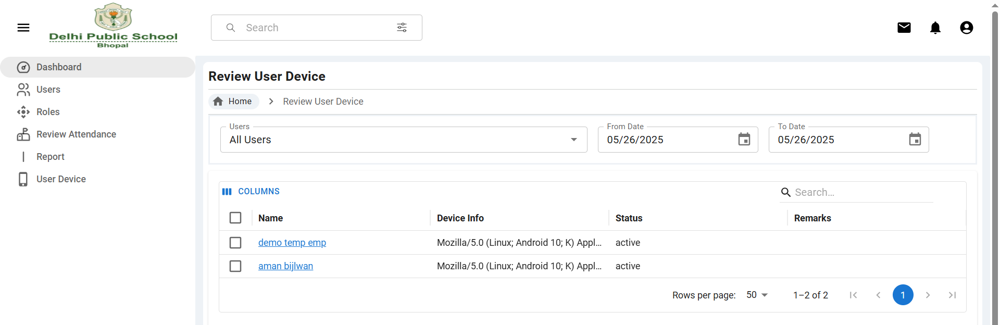 Delhi Public School
Bhopal
Search
Dashboard
Users
Roles
Review Attendance
Report
User Device
Review User Device
Home > Review User Device
Users
All Users
From Date
05/26/2025
To Date
05/26/2025
COLUMNS
Search…
Name Device Info Status Remarks
demo temp emp Mozilla/5.0 (Linux; Android 10; K) Appl... active
aman bijlwan Mozilla/5.0 (Linux; Android 10; K) Appl... active
Rows per page: 50 1–2 of 2 1